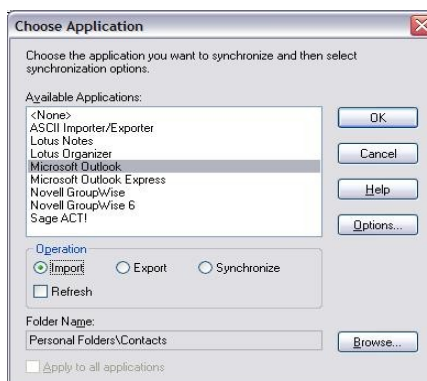 Choose Application
Choose the application you want to synchronize and then select
synchronization options.
Available Applications:
<None>
ASCII Importer/Exporter
Lotus Notes
Lotus Organizer
Microsoft Outlook
Microsoft Outlook Express
Novell GroupWise
Novell GroupWise 6
Sage ACT!
OK
Cancel
Help
Options...
Operation
Import Export Synchronize
Refresh
Folder Name:
Personal Folders\Contacts
Browse...
Apply to all applications